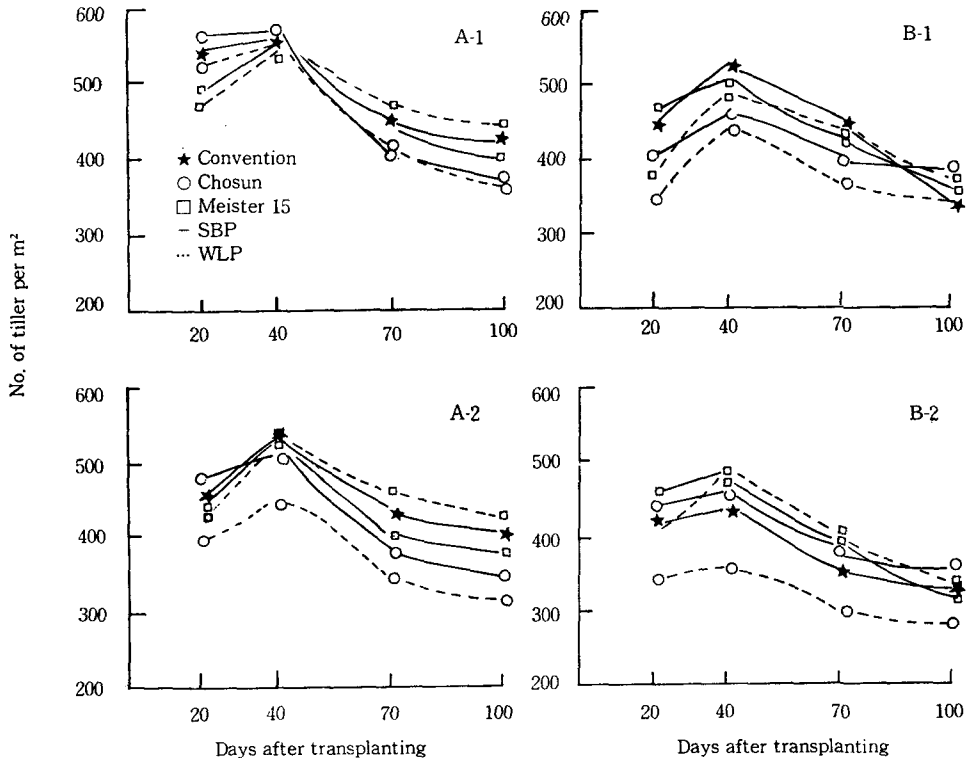 No. of tiller per m²
A-1
600
500
400
300
200
20 40 70 100
★ Convention
○ Chosun
□ Meister 15
– SBP
··· WLP
B-1
600
500
400
300
200
20 40 70 100
A-2
600
500
400
300
200
20 40 70 100
Days after transplanting
B-2
600
500
400
300
200
20 40 70 100
Days after transplanting